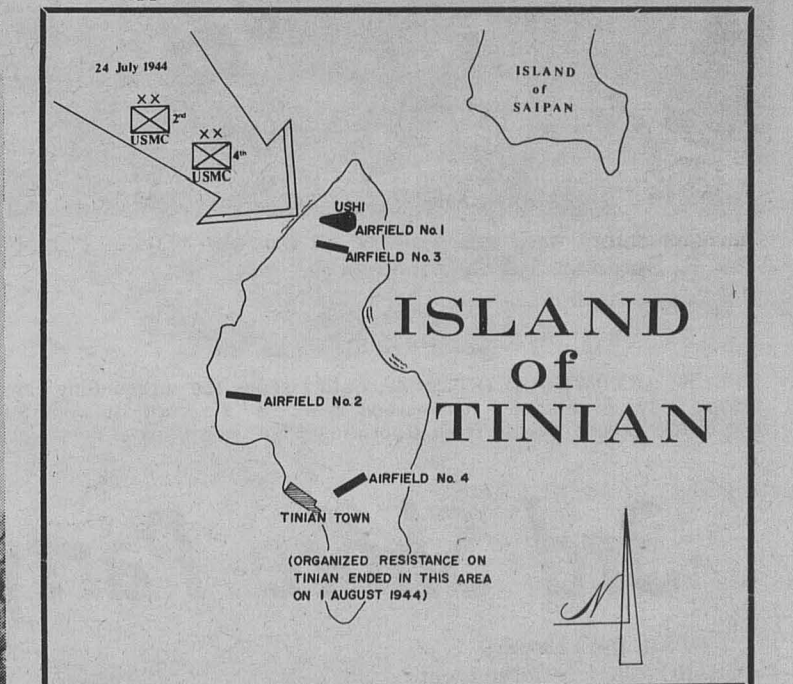 24 July 1944
XX
2nd
USMC
XX
4th
USMC
ISLAND
of
SAIPAN
USHI
AIRFIELD No. 1
AIRFIELD No. 3
ISLAND
of
TINIAN
AIRFIELD No. 2
AIRFIELD No. 4
TINIAN TOWN
(ORGANIZED RESISTANCE ON
TINIAN ENDED IN THIS AREA
ON 1 AUGUST 1944)
N